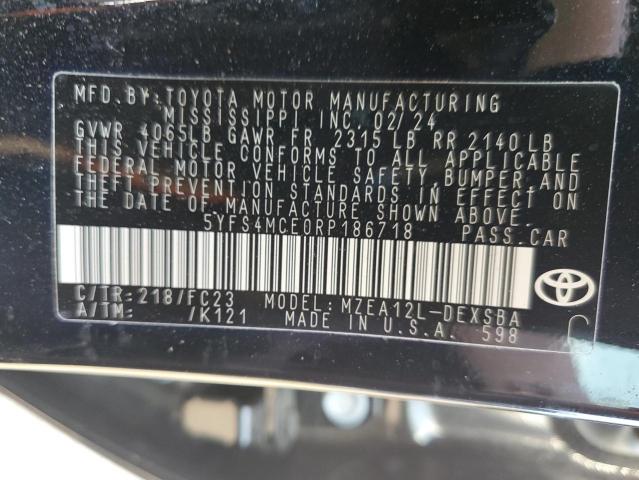 MFD. BY: TOYOTA MOTOR MANUFACTURING
MISSISSIPPI INC. 02/24
GVWR 4065LB GAWR FR 2315 LB RR 2140 LB
THIS VEHICLE CONFORMS TO ALL APPLICABLE
FEDERAL MOTOR VEHICLE SAFETY, BUMPER AND
THEFT PREVENTION STANDARDS IN EFFECT ON
THE DATE OF MANUFACTURE SHOWN ABOVE.
5YFS4MCE0RP186718 PASS.CAR
C/TR:218/FC23 MODEL: MZEA12L-DEXSBA
A/TM: /K121 MADE IN U.S.A. 598
C